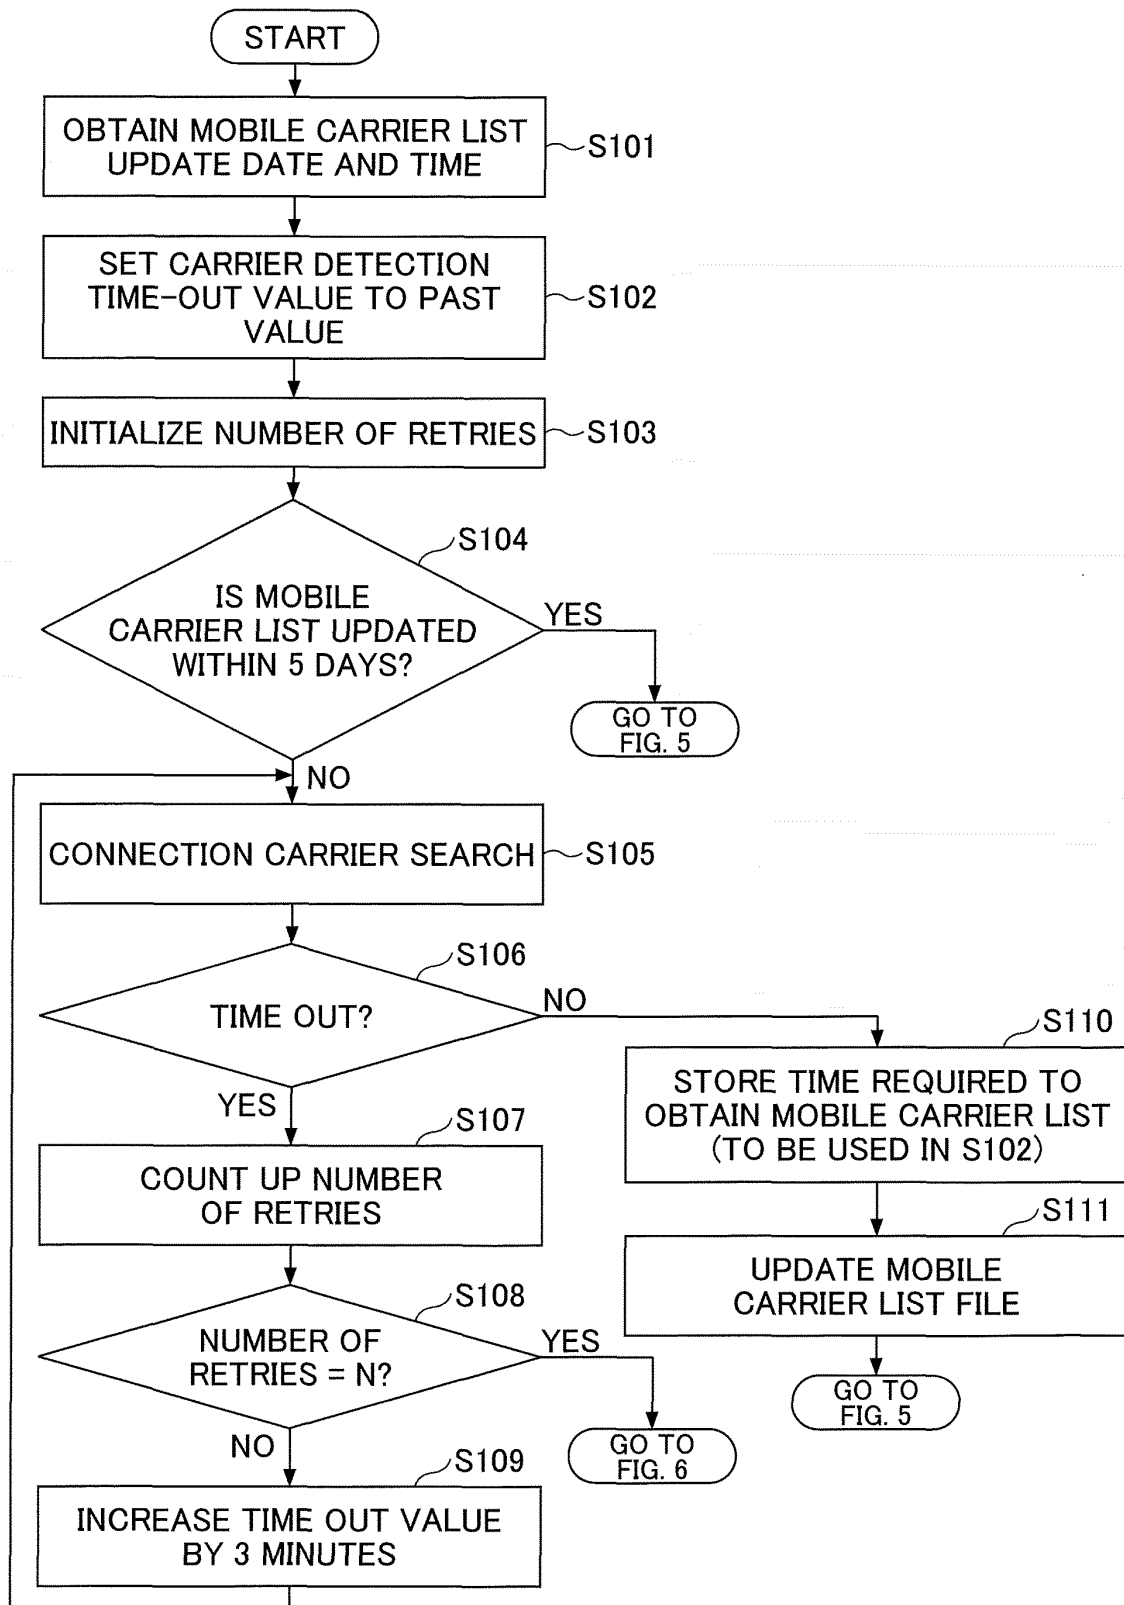 START
OBTAIN MOBILE CARRIER LIST
UPDATE DATE AND TIME
S101
SET CARRIER DETECTION
TIME-OUT VALUE TO PAST
VALUE
S102
INITIALIZE NUMBER OF RETRIES
S103
S104
IS MOBILE
CARRIER LIST UPDATED
WITHIN 5 DAYS?
YES
GO TO
FIG. 5
NO
CONNECTION CARRIER SEARCH
S105
S106
TIME OUT?
NO
YES
S110
STORE TIME REQUIRED TO
OBTAIN MOBILE CARRIER LIST
(TO BE USED IN S102)
S107
COUNT UP NUMBER
OF RETRIES
S111
UPDATE MOBILE
CARRIER LIST FILE
GO TO
FIG. 5
S108
NUMBER OF
RETRIES = N?
YES
GO TO
FIG. 6
NO
S109
INCREASE TIME OUT VALUE
BY 3 MINUTES